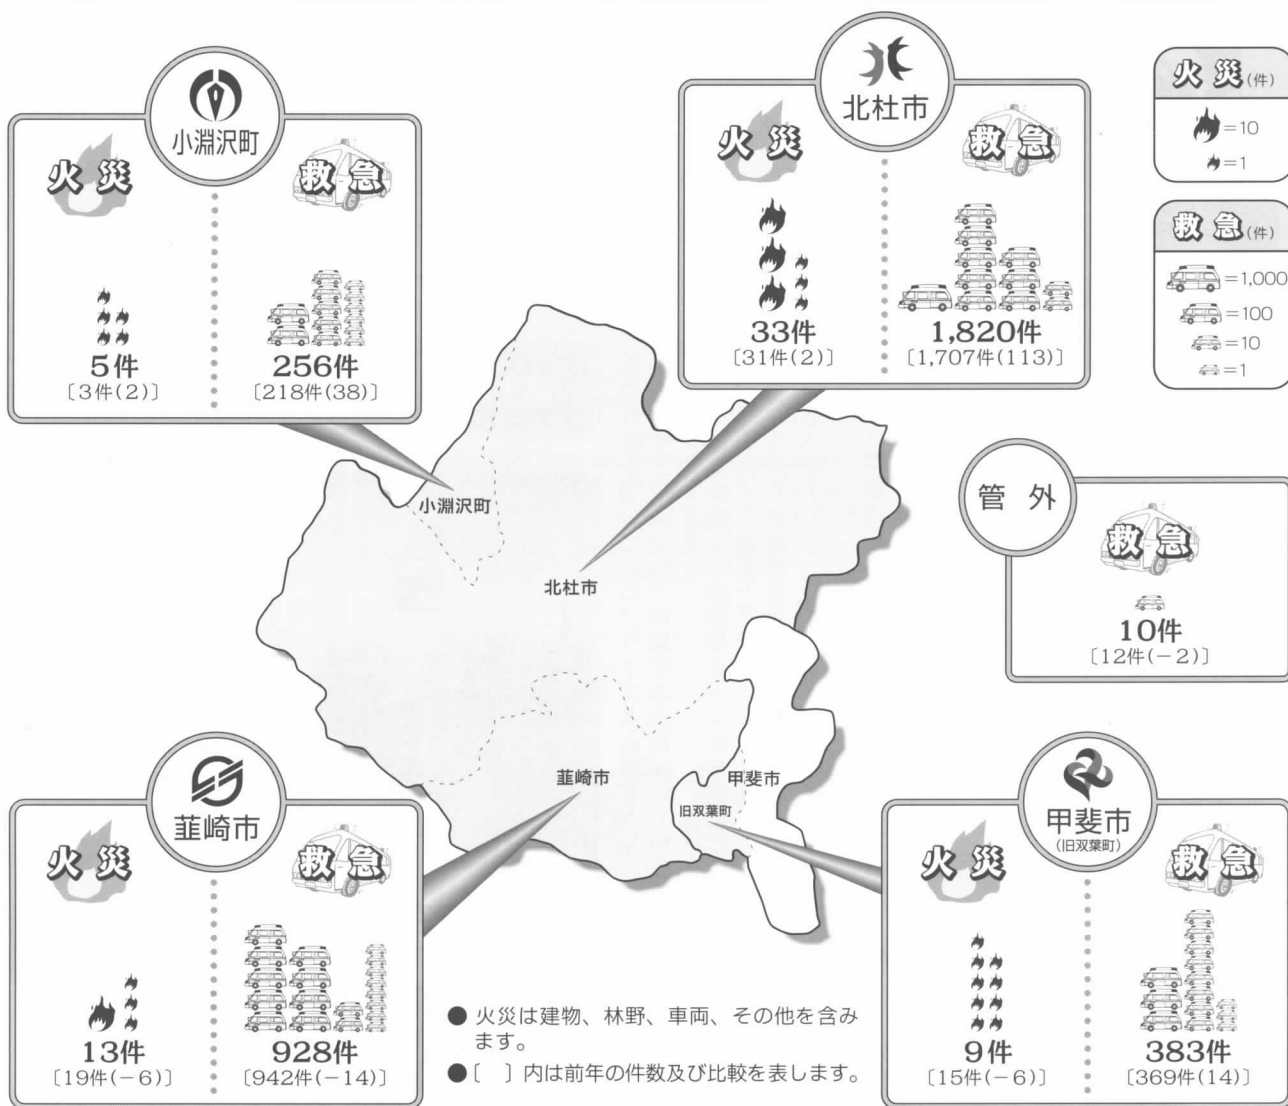 小淵沢町
火災
救急
5件
〔3件(2)〕
256件
〔218件(38)〕
北杜市
火災
救急
33件
〔31件(2)〕
1,820件
〔1,707件(113)〕
火災(件)
=10
=1
救急(件)
=1,000
=100
=10
=1
小淵沢町
北杜市
韮崎市
甲斐市
旧双葉町
管外
救急
10件
〔12件(-2)〕
韮崎市
火災
救急
13件
〔19件(-6)〕
928件
〔942件(-14)〕
●火災は建物、林野、車両、その他を含み
ます。
●〔 〕内は前年の件数及び比較を表します。
甲斐市
(旧双葉町)
火災
救急
9件
〔15件(-6)〕
383件
〔369件(14)〕